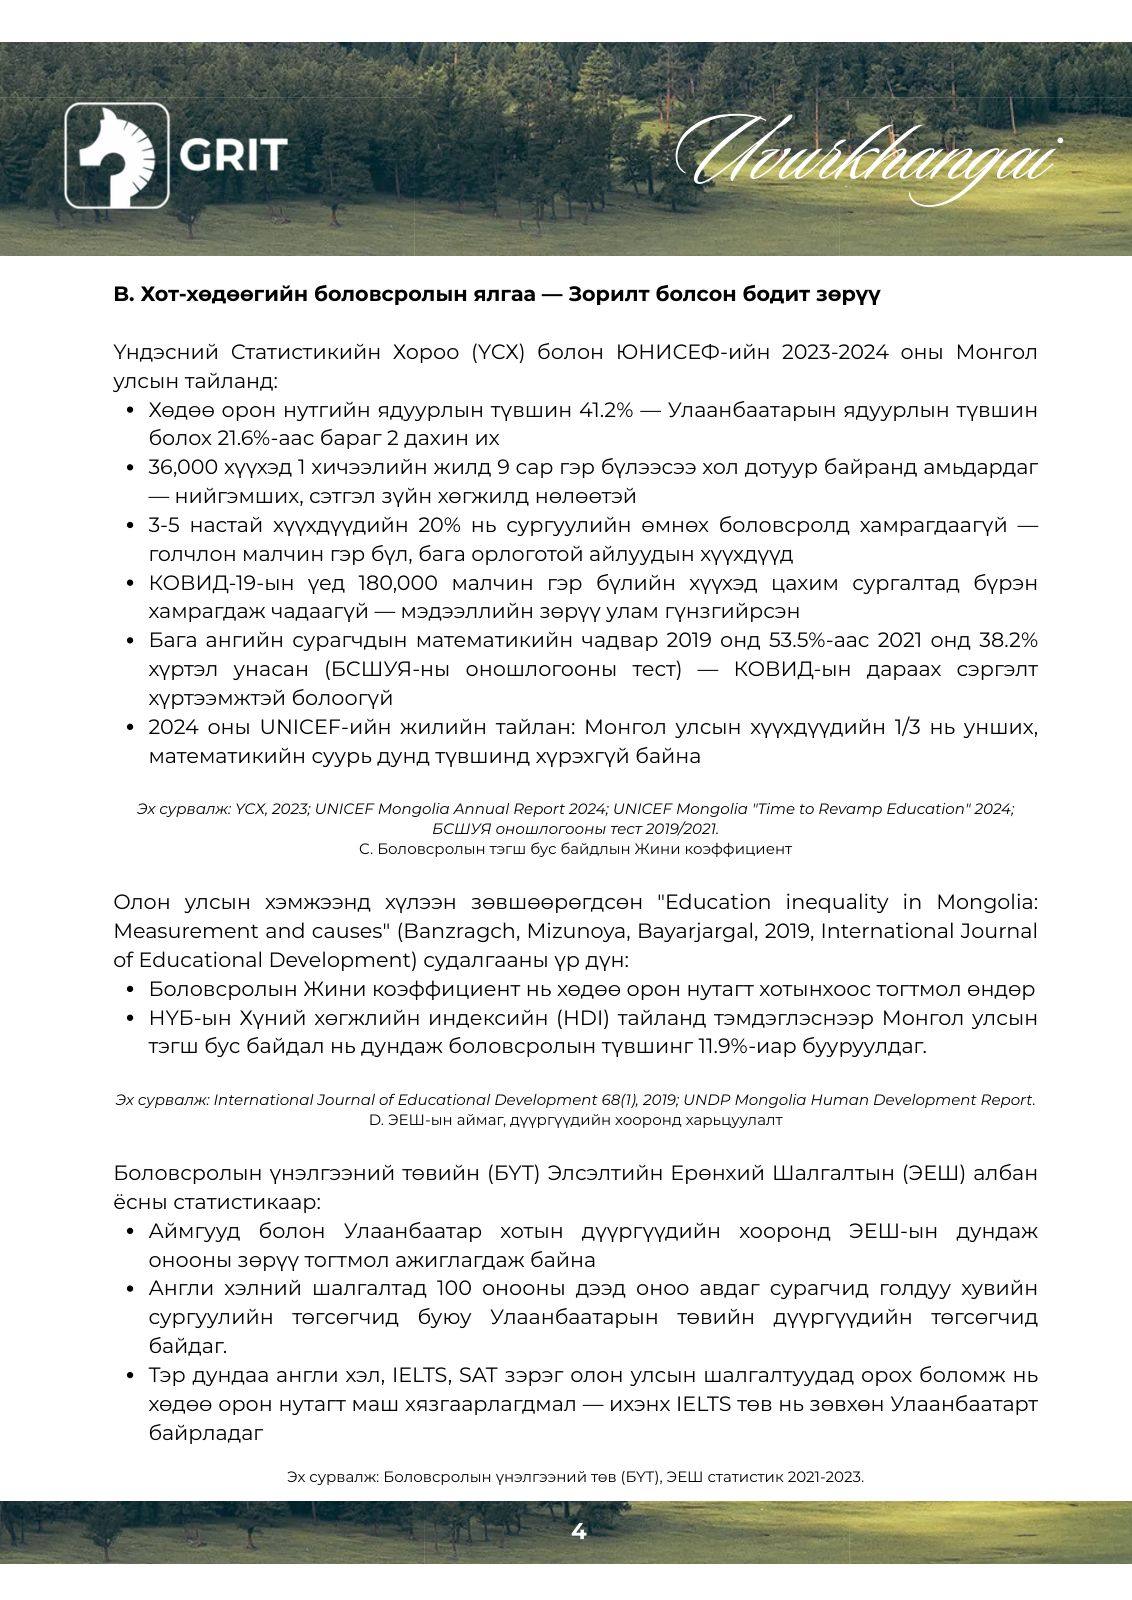 GRIT
Uvurkhangai
B. Хот-хөдөөгийн боловсролын ялгаа — Зорилт болсон бодит зөрүү
Үндэсний Статистикийн Хороо (ҮСХ) болон ЮНИСЕФ-ийн 2023-2024 оны Монгол
улсын тайланд:
• Хөдөө орон нутгийн ядуурлын түвшин 41.2% — Улаанбаатарын ядуурлын түвшин
болох 21.6%-аас бараг 2 дахин их
• 36,000 хүүхэд 1 хичээлийн жилд 9 сар гэр бүлээсээ хол дотуур байранд амьдардаг
— нийгэмших, сэтгэл зүйн хөгжилд нөлөөтэй
• 3-5 настай хүүхдүүдийн 20% нь сургуулийн өмнөх боловсролд хамрагдаагүй —
голчлон малчин гэр бүл, бага орлоготой айлуудын хүүхдүүд
• КОВИД-19-ын үед 180,000 малчин гэр бүлийн хүүхэд цахим сургалтад бүрэн
хамрагдаж чадаагүй — мэдээллийн зөрүү улам гүнзгийрсэн
• Бага ангийн сурагчдын математикийн чадвар 2019 онд 53.5%-аас 2021 онд 38.2%
хүртэл унасан (БСШУЯ-ны оношлогооны тест) — КОВИД-ын дараах сэргэлт
хүртээмжтэй болоогүй
• 2024 оны UNICEF-ийн жилийн тайлан: Монгол улсын хүүхдүүдийн 1/3 нь унших,
математикийн суурь дунд түвшинд хүрэхгүй байна
Эх сурвалж: ҮСХ, 2023; UNICEF Mongolia Annual Report 2024; UNICEF Mongolia "Time to Revamp Education" 2024;
БСШУЯ оношлогооны тест 2019/2021.
C. Боловсролын тэгш бус байдлын Жини коэффициент
Олон улсын хэмжээнд хүлээн зөвшөөрөгдсөн "Education inequality in Mongolia:
Measurement and causes" (Banzragch, Mizunoya, Bayarjargal, 2019, International Journal
of Educational Development) судалгааны үр дүн:
• Боловсролын Жини коэффициент нь хөдөө орон нутагт хотынхоос тогтмол өндөр
• НҮБ-ын Хүний хөгжлийн индексийн (HDI) тайланд тэмдэглэснээр Монгол улсын
тэгш бус байдал нь дундаж боловсролын түвшинг 11.9%-иар бууруулдаг.
Эх сурвалж: International Journal of Educational Development 68(1), 2019; UNDP Mongolia Human Development Report.
D. ЭЕШ-ын аймаг, дүүргүүдийн хооронд харьцуулалт
Боловсролын үнэлгээний төвийн (БҮТ) Элсэлтийн Ерөнхий Шалгалтын (ЭЕШ) албан
ёсны статистикаар:
• Аймгууд болон Улаанбаатар хотын дүүргүүдийн хооронд ЭЕШ-ын дундаж
онооны зөрүү тогтмол ажиглагдаж байна
• Англи хэлний шалгалтад 100 онооны дээд оноо авдаг сурагчид голдуу хувийн
сургуулийн төгсөгчид буюу Улаанбаатарын төвийн дүүргүүдийн төгсөгчид
байдаг.
• Тэр дундаа англи хэл, IELTS, SAT зэрэг олон улсын шалгалтуудад орох боломж нь
хөдөө орон нутагт маш хязгаарлагдмал — ихэнх IELTS төв нь зөвхөн Улаанбаатарт
байрладаг
Эх сурвалж: Боловсролын үнэлгээний төв (БҮТ), ЭЕШ статистик 2021-2023.
4